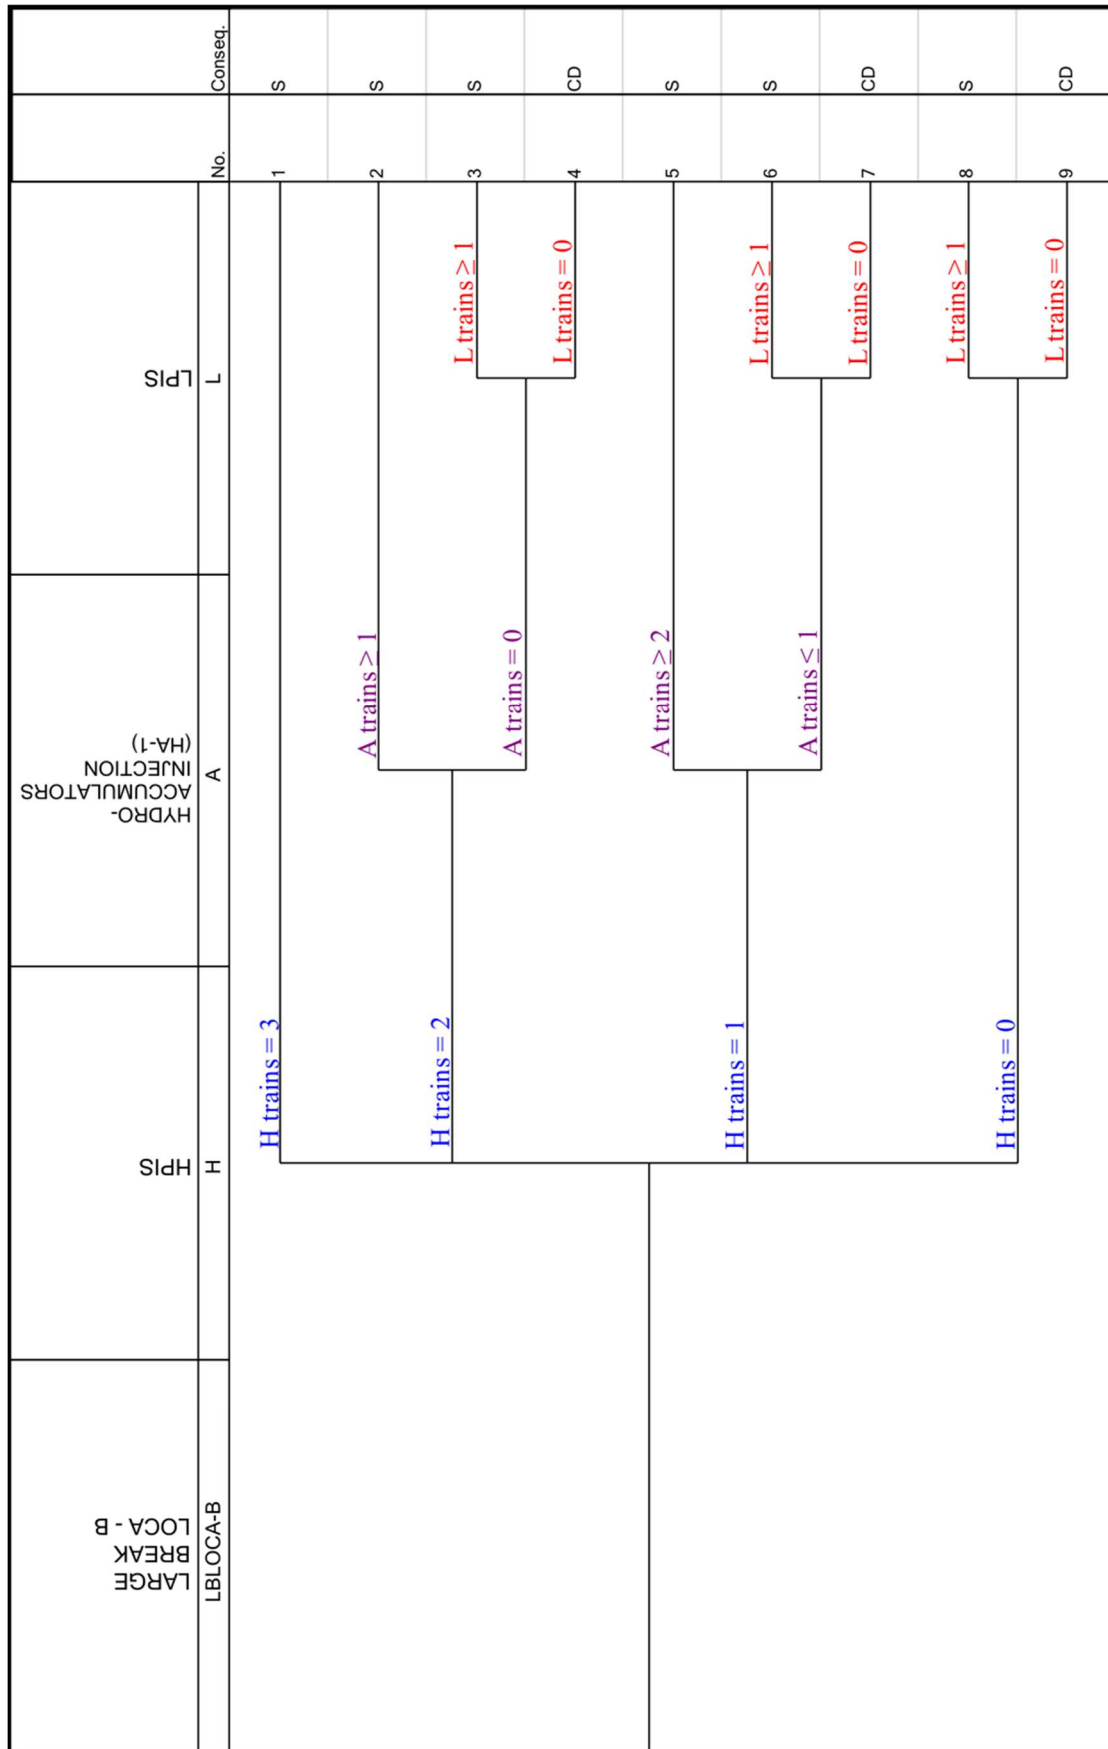 LARGE
BREAK
LOCA - B
HPIS
HYDRO-
ACCUMULATORS
INJECTION
(HA-1)
LPIS
LBLOCA-B
H
A
L
No.
Conseq.
H trains = 3
1
S
H trains = 2
A trains ≥ 1
2
S
A trains = 0
L trains ≥ 1
3
S
L trains = 0
4
CD
H trains = 1
A trains ≥ 2
5
S
A trains ≤ 1
L trains ≥ 1
6
S
L trains = 0
7
CD
H trains = 0
L trains ≥ 1
8
S
L trains = 0
9
CD